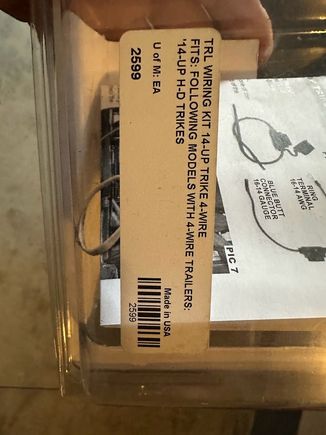 TRL WIRING KIT 14-UP TRIKE 4-WIRE
FITS: FOLLOWING MODELS WITH 4-WIRE TRAILERS:
'14-UP H-D TRIKES
U of M: EA
2599
Made in USA
2599
RING
TERMINAL
16-14 AWG
BLUE BUTT
CONNECTOR
16-14 GAUGE
PIC 7